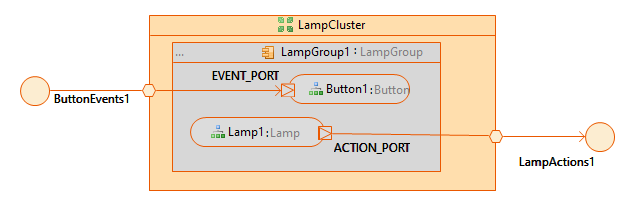 LampCluster
... LampGroup1 : LampGroup
EVENT_PORT
Button1:Button
ButtonEvents1
Lamp1:Lamp
ACTION_PORT
LampActions1